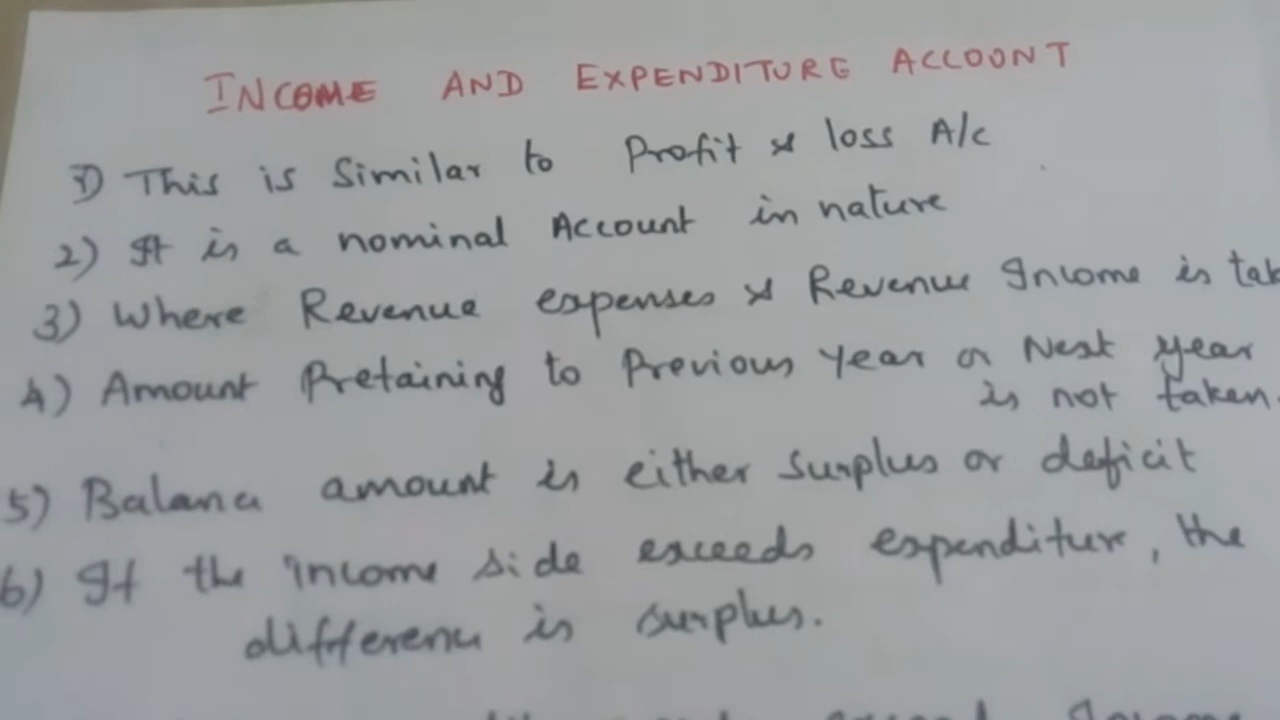 INCOME AND EXPENDITURE ACCOUNT
1) This is Similar to Profit & loss A/c
2) It is a nominal Account in nature
3) Where Revenue expenses & Revenue Income is tak
4) Amount Pretaining to Previous Year or Next year
is not taken.
5) Balance amount is either Surplus or deficit
6) If the income side exceeds expenditure, the
difference is surplus.